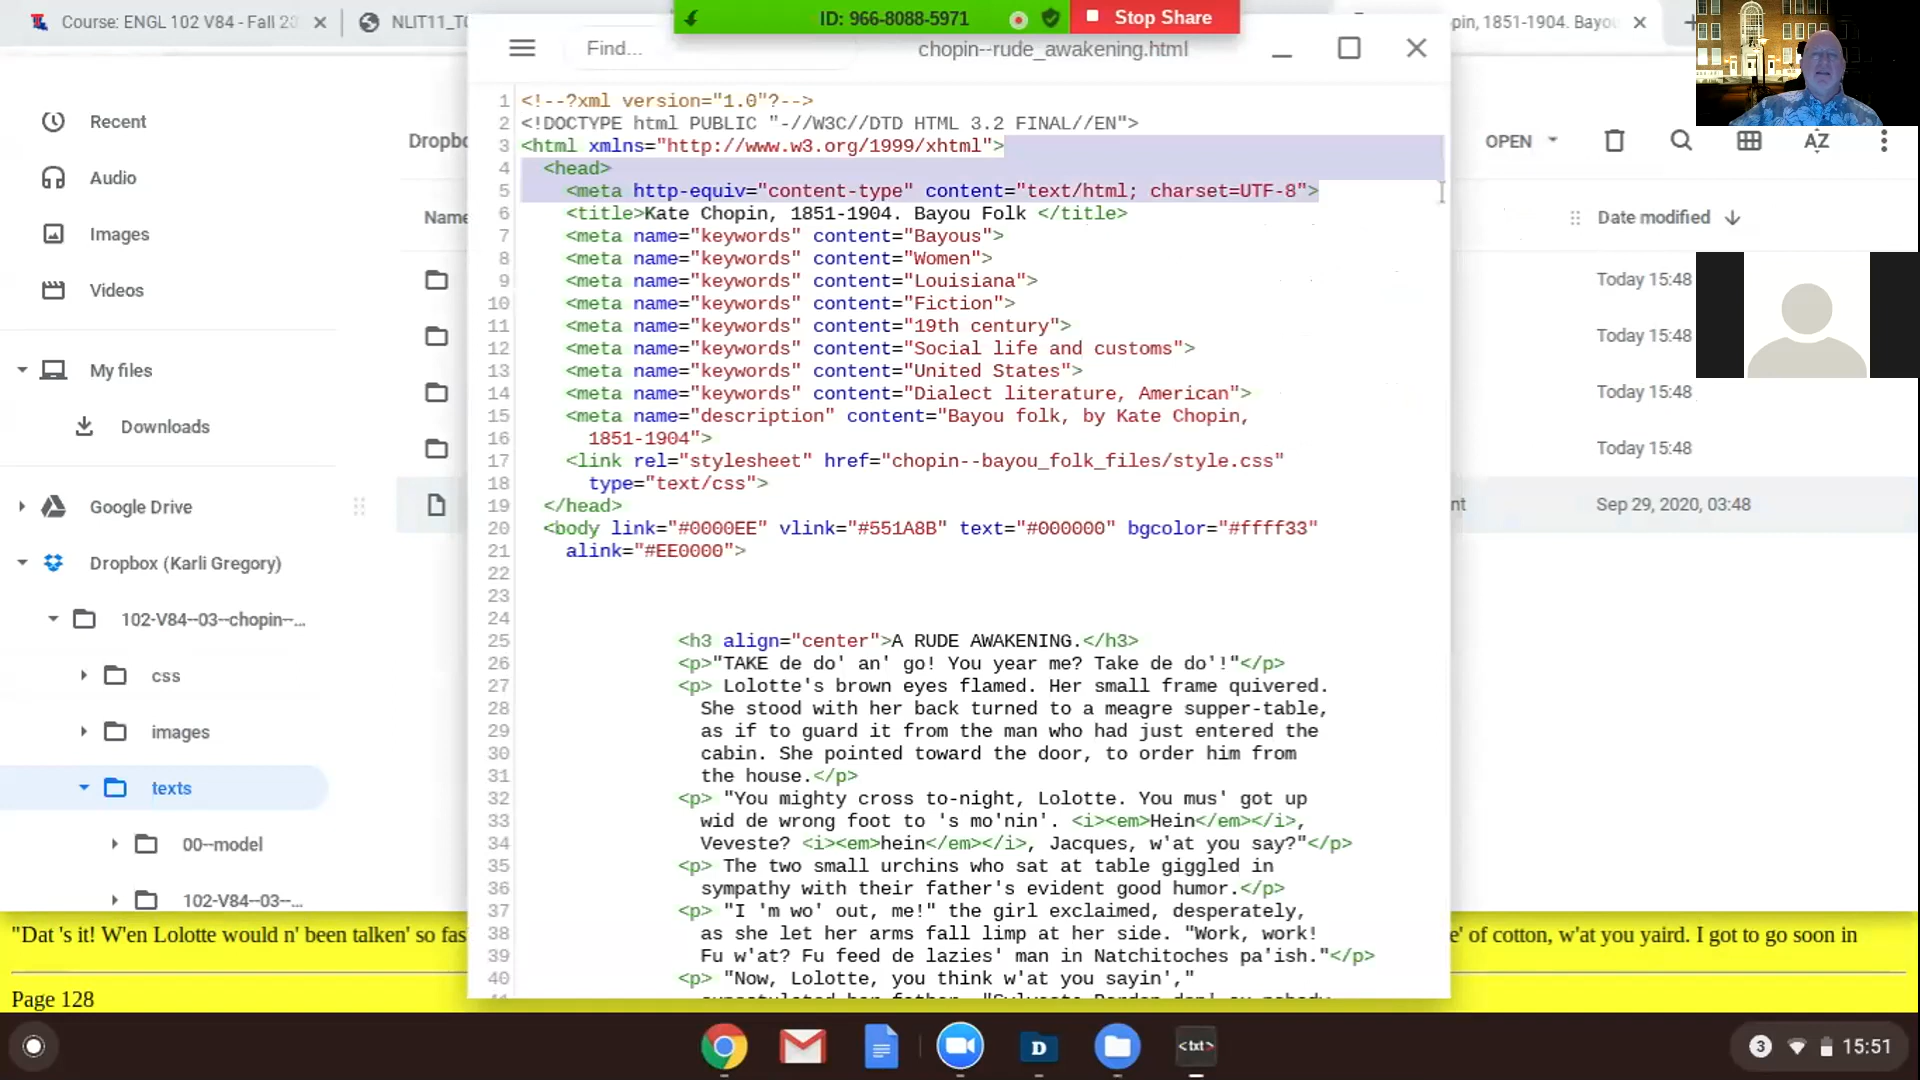 Course: ENGL 102 V84 - Fall 2
NLIT11_T
ID: 966-8088-5971
Stop Share
pin, 1851-1904. Bayou
Find...
chopin--rude_awakening.html
Recent
Audio
Images
Videos
My files
Downloads
Google Drive
Dropbox (Karli Gregory)
102-V84--03--chopin--...
css
images
texts
00--model
102-V84--03--...
Name
OPEN
AZ
Date modified
Today 15:48
Today 15:48
Today 15:48
Today 15:48
Sep 29, 2020, 03:48
1 <!--?xml version="1.0"?-->
2 <!DOCTYPE html PUBLIC "-//W3C//DTD HTML 3.2 FINAL//EN">
3 <html xmlns="http://www.w3.org/1999/xhtml">
4 <head>
5 <meta http-equiv="content-type" content="text/html; charset=UTF-8">
6 <title>Kate Chopin, 1851-1904. Bayou Folk </title>
7 <meta name="keywords" content="Bayous">
8 <meta name="keywords" content="Women">
9 <meta name="keywords" content="Louisiana">
10 <meta name="keywords" content="Fiction">
11 <meta name="keywords" content="19th century">
12 <meta name="keywords" content="Social life and customs">
13 <meta name="keywords" content="United States">
14 <meta name="keywords" content="Dialect literature, American">
15 <meta name="description" content="Bayou folk, by Kate Chopin,
16 1851-1904">
17 <link rel="stylesheet" href="chopin--bayou_folk_files/style.css"
18 type="text/css">
19 </head>
20 <body link="#0000EE" vlink="#551A8B" text="#000000" bgcolor="#ffff33"
21 alink="#EE0000">
22
23
24
25 <h3 align="center">A RUDE AWAKENING.</h3>
26 <p>"TAKE de do' an' go! You year me? Take de do'!"</p>
27 <p> Lolotte's brown eyes flamed. Her small frame quivered.
28 She stood with her back turned to a meagre supper-table,
29 as if to guard it from the man who had just entered the
30 cabin. She pointed toward the door, to order him from
31 the house.</p>
32 <p> "You mighty cross to-night, Lolotte. You mus' got up
33 wid de wrong foot to 's mo'nin'. <i><em>Hein</em></i>,
34 Veveste? <i><em>hein</em></i>, Jacques, w'at you say?"</p>
35 <p> The two small urchins who sat at table giggled in
36 sympathy with their father's evident good humor.</p>
37 <p> "I 'm wo' out, me!" the girl exclaimed, desperately,
38 as she let her arms fall limp at her side. "Work, work!
39 Fu w'at? Fu feed de lazies' man in Natchitoches pa'ish."</p>
40 <p> "Now, Lolotte, you think w'at you sayin',"
"Dat 's it! W'en Lolotte would n' been talken' so fas
e' of cotton, w'at you yaird. I got to go soon in
Page 128
D
<txt>
3
15:51